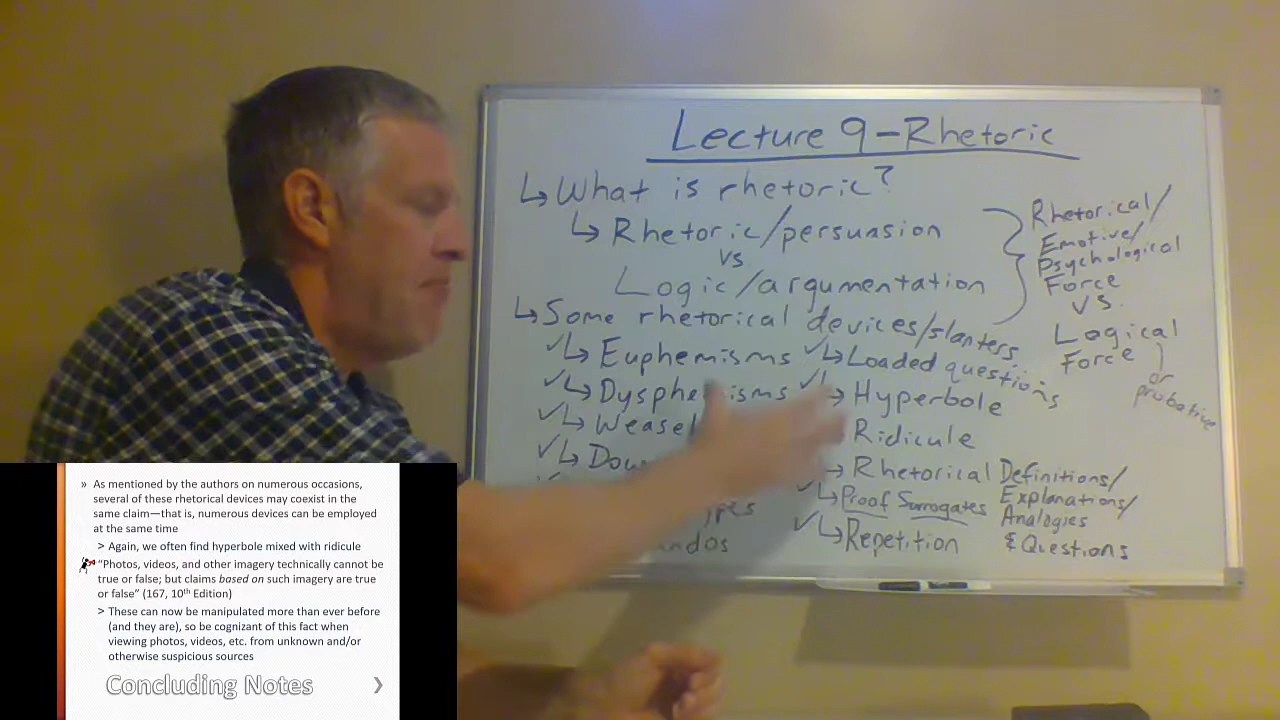 Lecture 9 – Rhetoric
↳ What is rhetoric?
↳ Rhetoric/persuasion
vs
Logic/argumentation
Rhetorical/
Emotive/
Psychological
Force
vs.
Logical
Force
or
probative
↳ Some rhetorical devices/slanters
✓↳ Euphemisms
✓↳ Dysphemisms
✓↳ Weasel
✓↳
✓↳ Loaded questions
✓↳ Hyperbole
Ridicule
↳ Rhetorical Definitions/
Explanations/
Analogies
& Questions
✓↳ Proof Surrogates
✓↳ Repetition
» As mentioned by the authors on numerous occasions,
several of these rhetorical devices may coexist in the
same claim—that is, numerous devices can be employed
at the same time
> Again, we often find hyperbole mixed with ridicule
“Photos, videos, and other imagery technically cannot be
true or false; but claims based on such imagery are true
or false” (167, 10th Edition)
> These can now be manipulated more than ever before
(and they are), so be cognizant of this fact when
viewing photos, videos, etc. from unknown and/or
otherwise suspicious sources
Concluding Notes